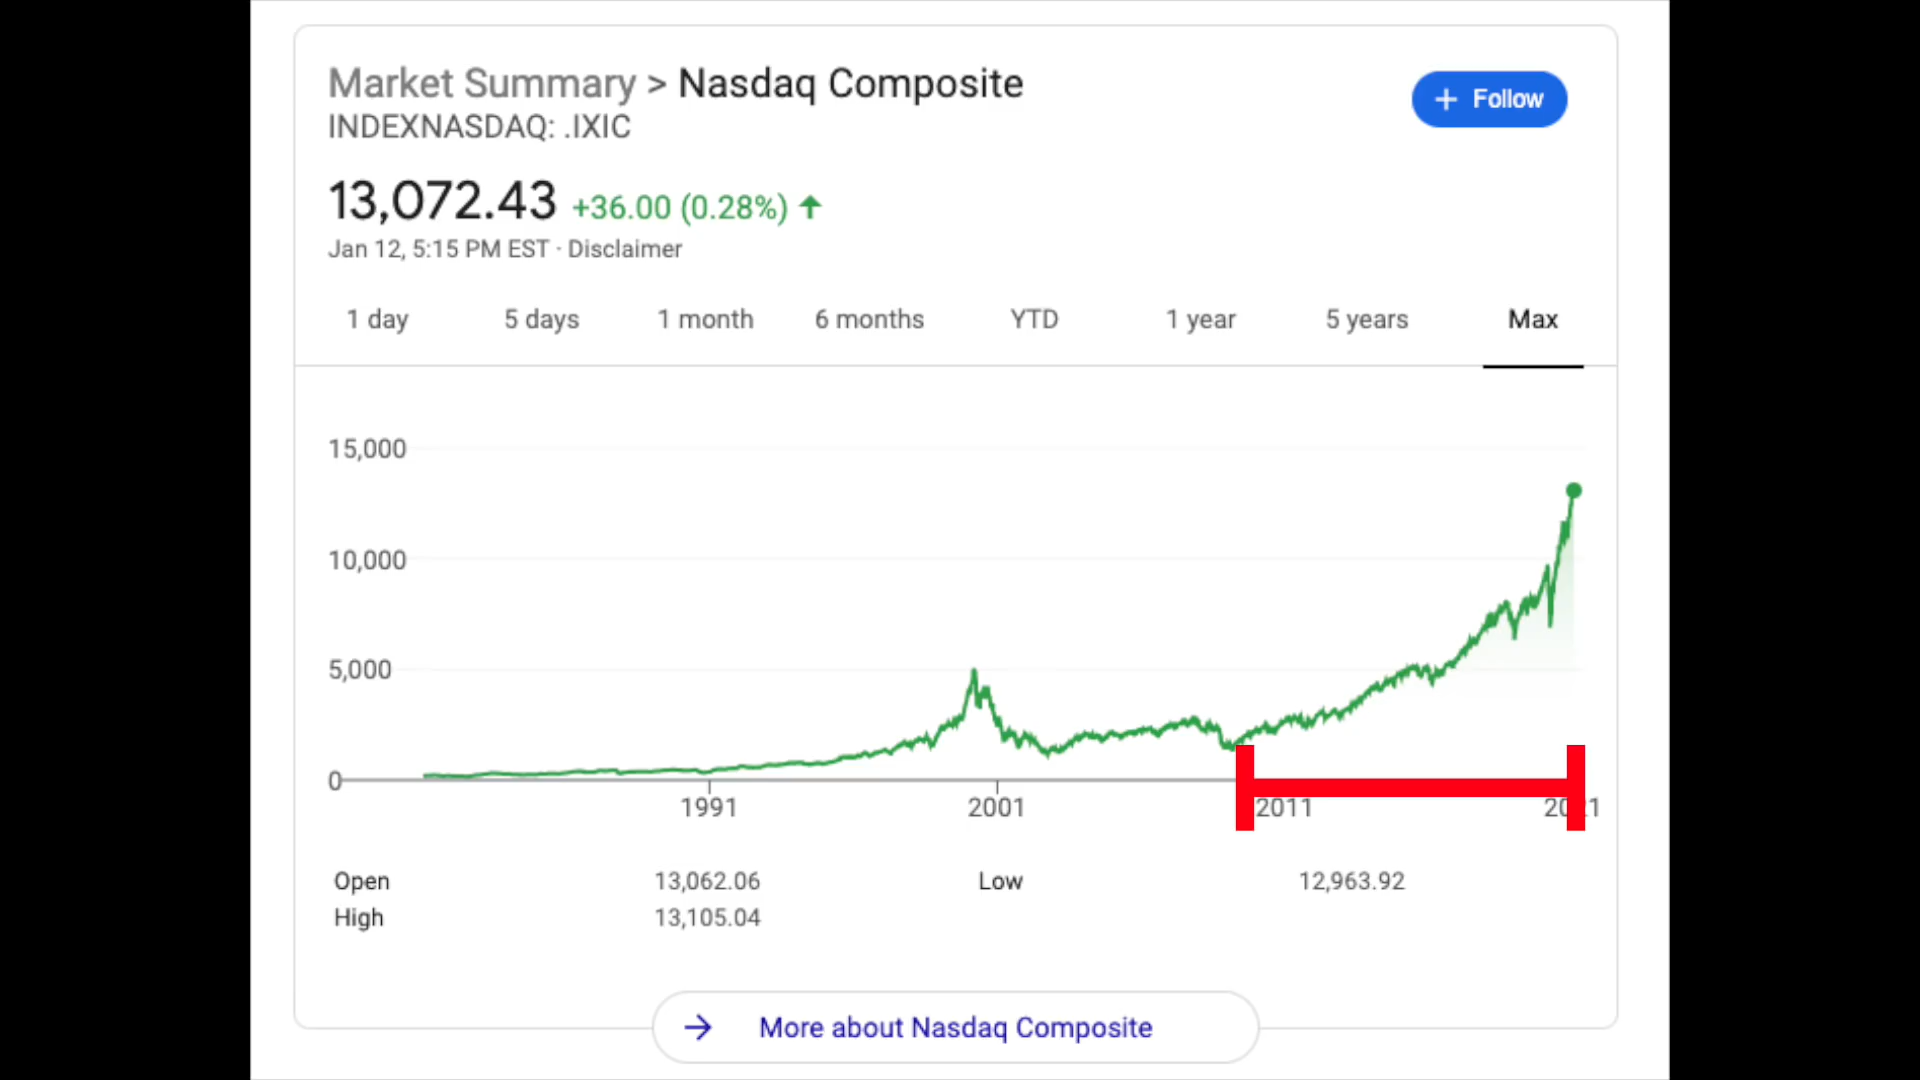 Market Summary > Nasdaq Composite
INDEXNASDAQ: .IXIC
+ Follow
13,072.43 +36.00 (0.28%)
Jan 12, 5:15 PM EST · Disclaimer
1 day 5 days 1 month 6 months YTD 1 year 5 years Max
15,000
10,000
5,000
0
1991 2001 2011 2021
Open 13,062.06 Low 12,963.92
High 13,105.04
More about Nasdaq Composite